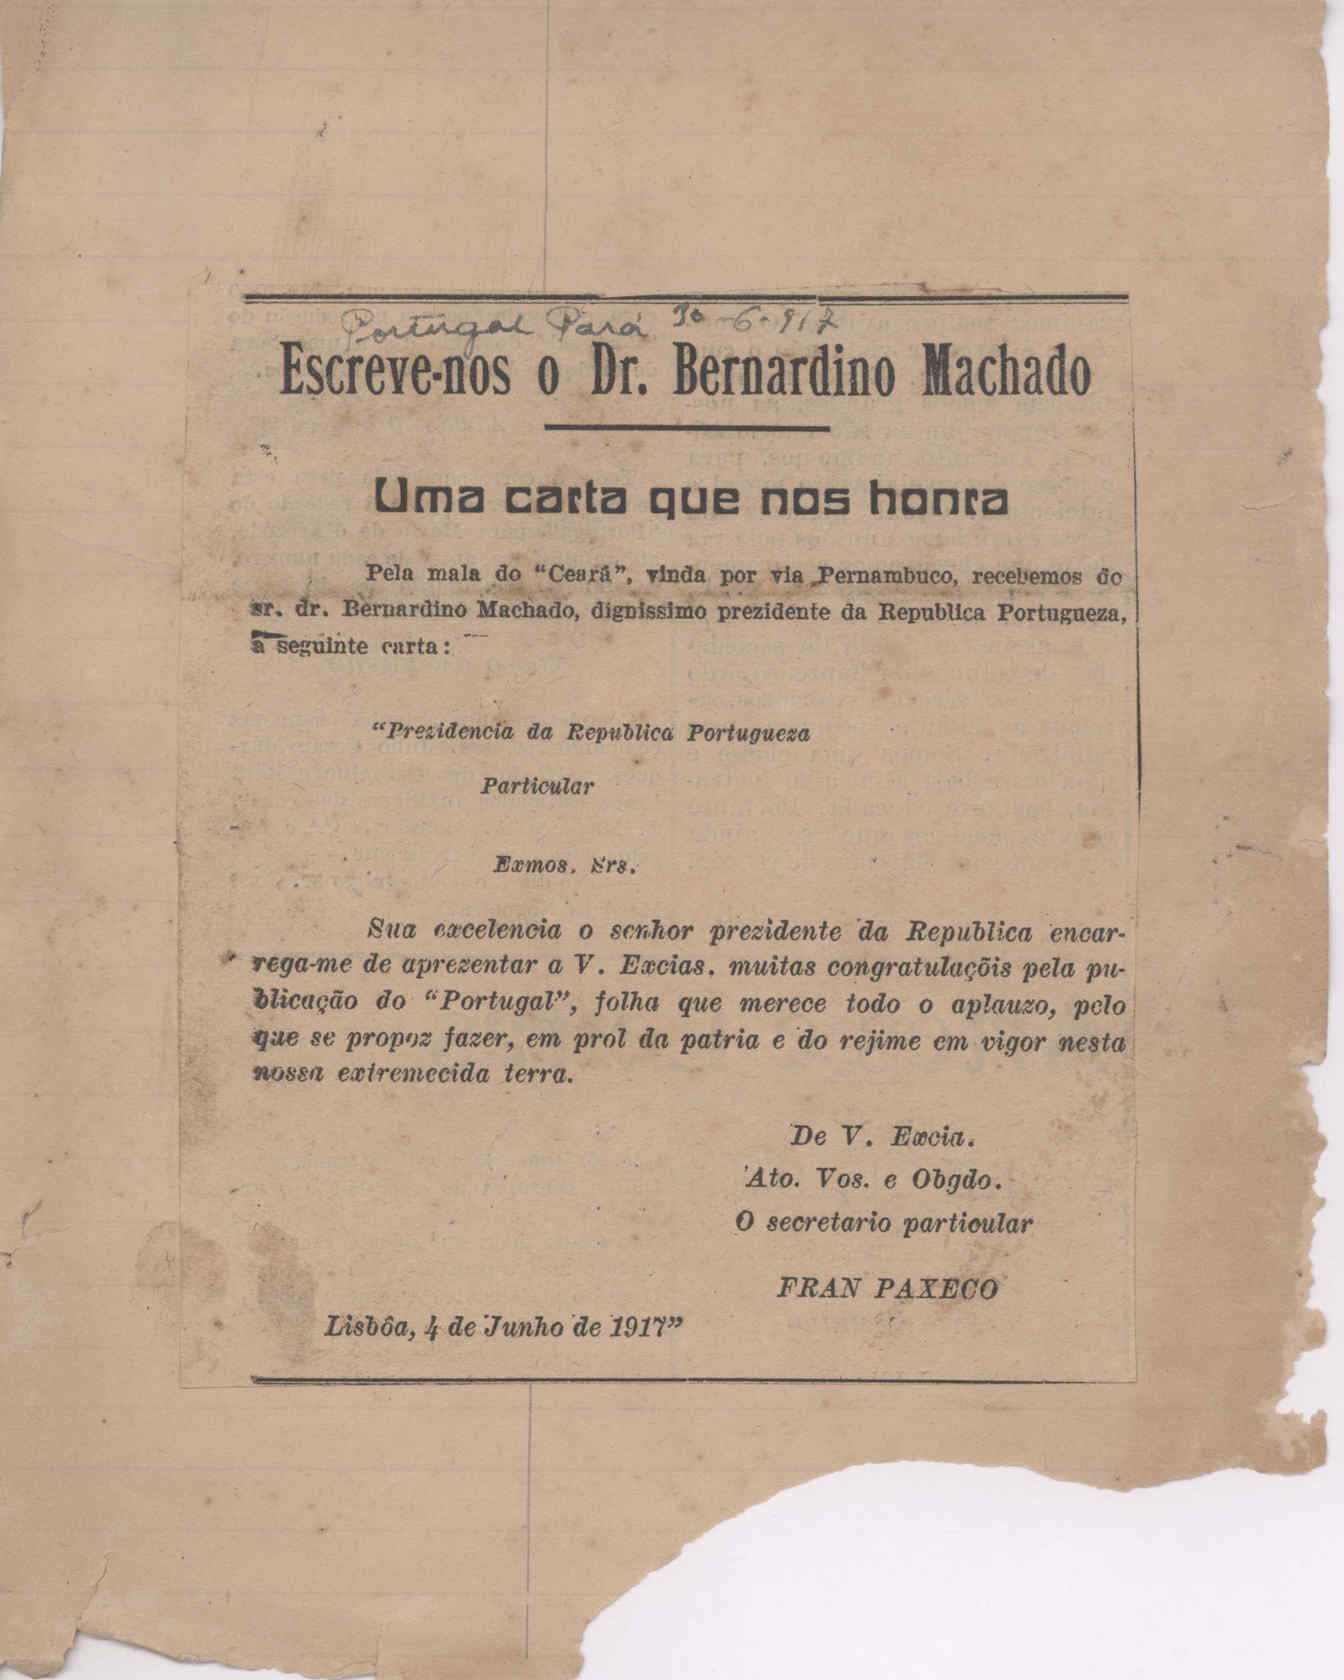 Portugal Pará 30-6-917
Escreve-nos o Dr. Bernardino Machado
Uma carta que nos honra
Pela mala do “Ceará”, vinda por via Pernambuco, recebemos do
sr. dr. Bernardino Machado, dignissimo prezidente da Republica Portugueza,
a seguinte carta:
“Prezidencia da Republica Portugueza
Particular
Exmos. Srs.
Sua excelencia o senhor prezidente da Republica encar-
rega-me de aprezentar a V. Excias. muitas congratulaçõis pela pu-
blicação do “Portugal”, folha que merece todo o aplauzo, pelo
que se propoz fazer, em prol da patria e do rejime em vigor nesta
nossa extremecida terra.
De V. Excia.
Ato. Vos. e Obgdo.
O secretario particular
FRAN PAXECO
Lisbôa, 4 de Junho de 1917”